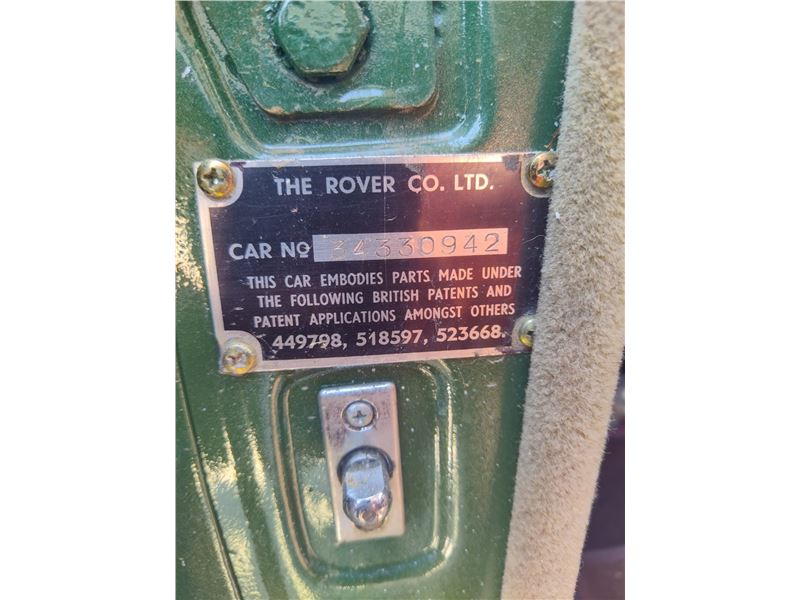 THE ROVER CO. LTD.
CAR Nº 34330942
THIS CAR EMBODIES PARTS MADE UNDER
THE FOLLOWING BRITISH PATENTS AND
PATENT APPLICATIONS AMONGST OTHERS
449798, 518597, 523668.